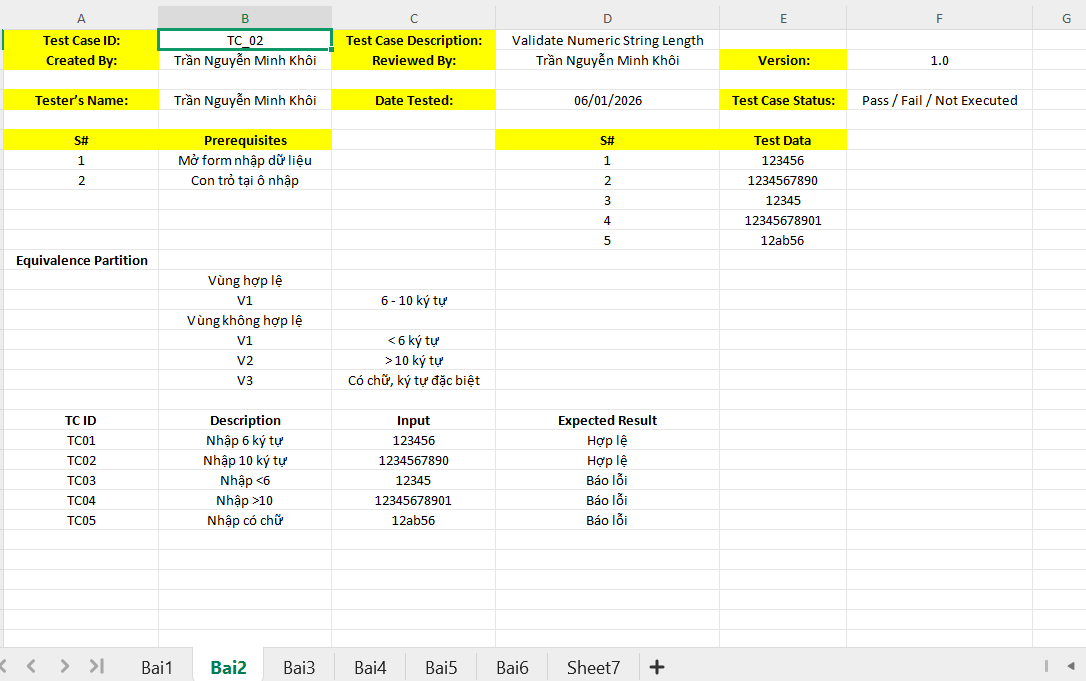 A B C D E F G
Test Case ID: TC_02 Test Case Description: Validate Numeric String Length
Created By: Trần Nguyễn Minh Khôi Reviewed By: Trần Nguyễn Minh Khôi Version: 1.0
Tester’s Name: Trần Nguyễn Minh Khôi Date Tested: 06/01/2026 Test Case Status: Pass / Fail / Not Executed
S# Prerequisites S# Test Data
1 Mở form nhập dữ liệu 1 123456
2 Con trỏ tại ô nhập 2 1234567890
3 12345
4 12345678901
5 12ab56
Equivalence Partition
Vùng hợp lệ
V1 6 - 10 ký tự
Vùng không hợp lệ
V1 < 6 ký tự
V2 > 10 ký tự
V3 Có chữ, ký tự đặc biệt
TC ID Description Input Expected Result
TC01 Nhập 6 ký tự 123456 Hợp lệ
TC02 Nhập 10 ký tự 1234567890 Hợp lệ
TC03 Nhập <6 12345 Báo lỗi
TC04 Nhập >10 12345678901 Báo lỗi
TC05 Nhập có chữ 12ab56 Báo lỗi
Bai1 Bai2 Bai3 Bai4 Bai5 Bai6 Sheet7